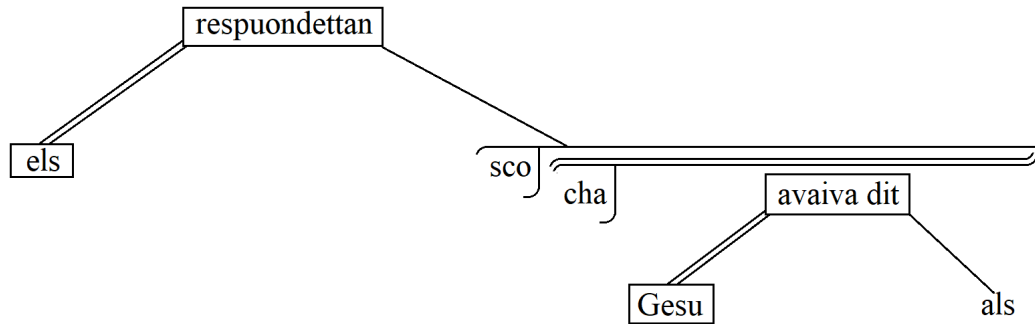 respuondettan
els
sco
cha
avaiva dit
Gesu
als